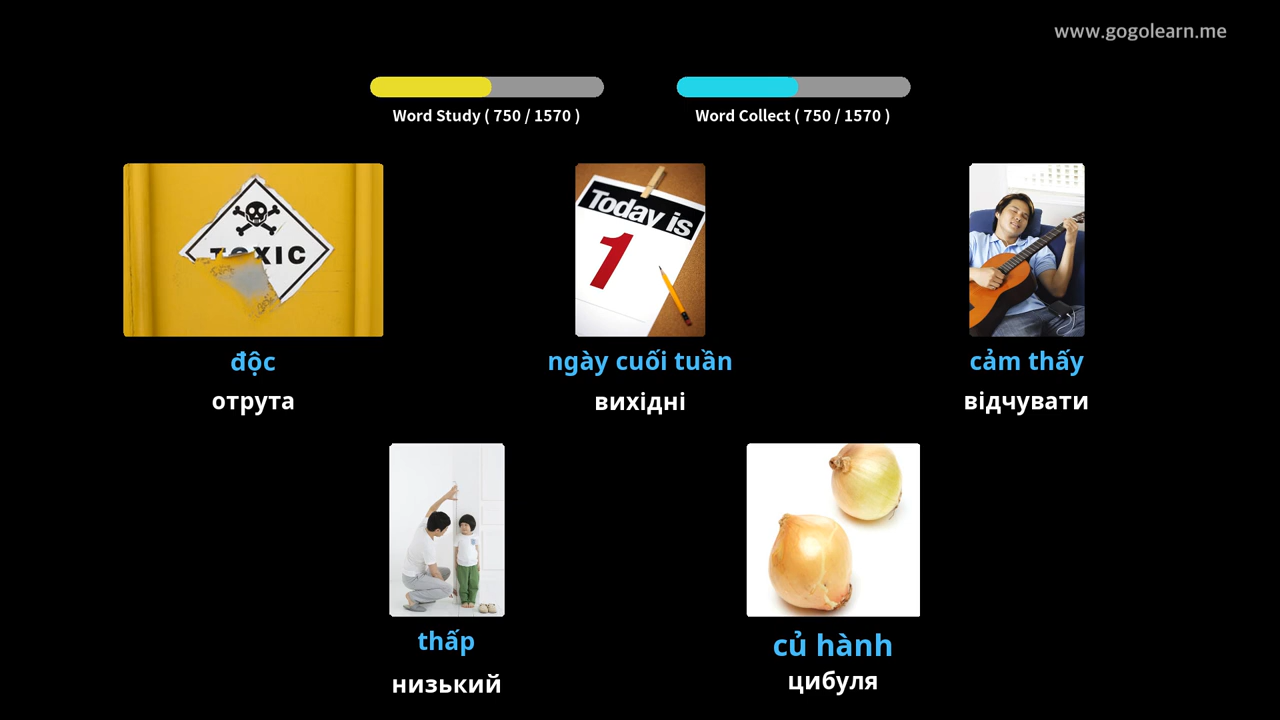 www.gogolearn.me
Word Study ( 750 / 1570 )
Word Collect ( 750 / 1570 )
TOXIC
Today is
1
độc
ngày cuối tuần
cảm thấy
отрута
вихідні
відчувати
thấp
củ hành
низький
цибуля